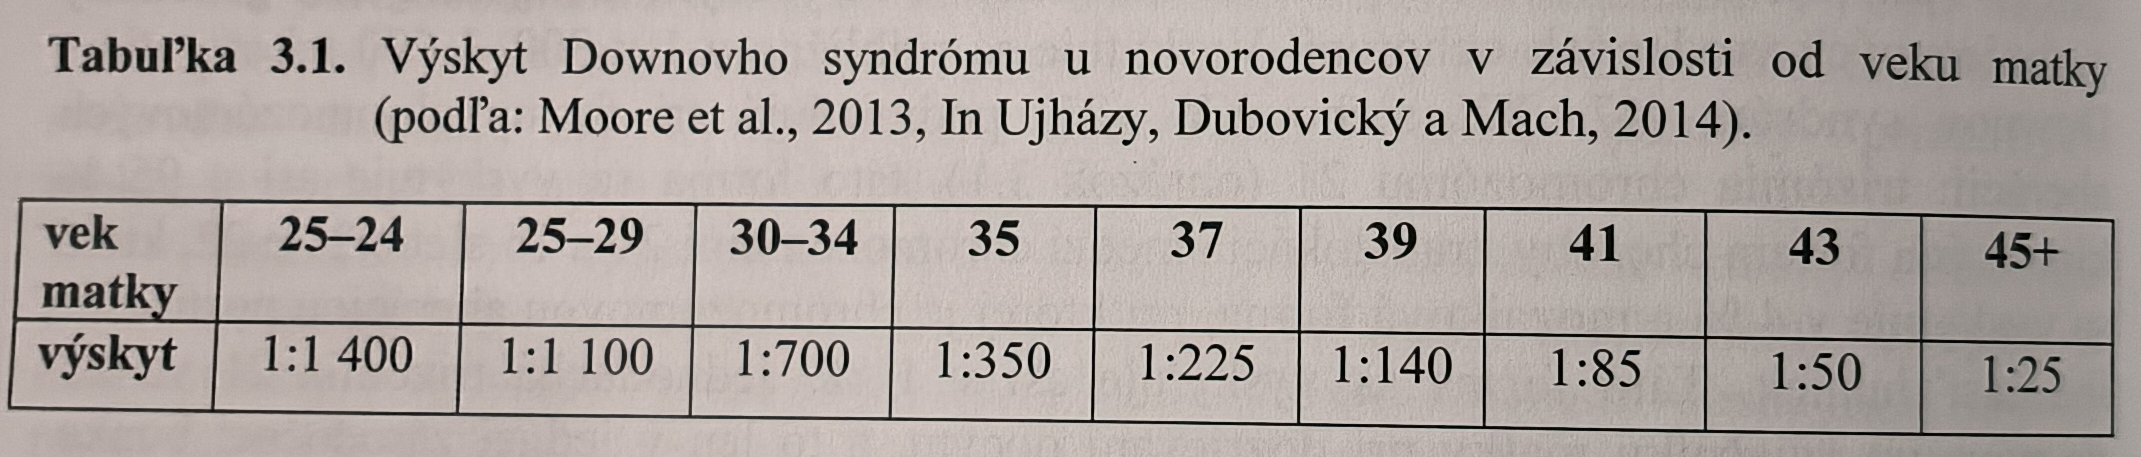 Tabuľka 3.1. Výskyt Downovho syndrómu u novorodencov v závislosti od veku matky
(podľa: Moore et al., 2013, In Ujházy, Dubovický a Mach, 2014).
vek matky 25–24 25–29 30–34 35 37 39 41 43 45+
výskyt 1:1 400 1:1 100 1:700 1:350 1:225 1:140 1:85 1:50 1:25